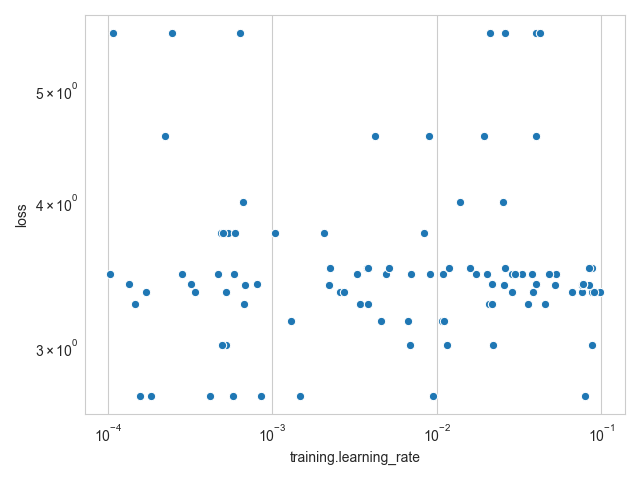 loss
5 × 10⁰
4 × 10⁰
3 × 10⁰
10⁻⁴ 10⁻³ 10⁻² 10⁻¹
training.learning_rate